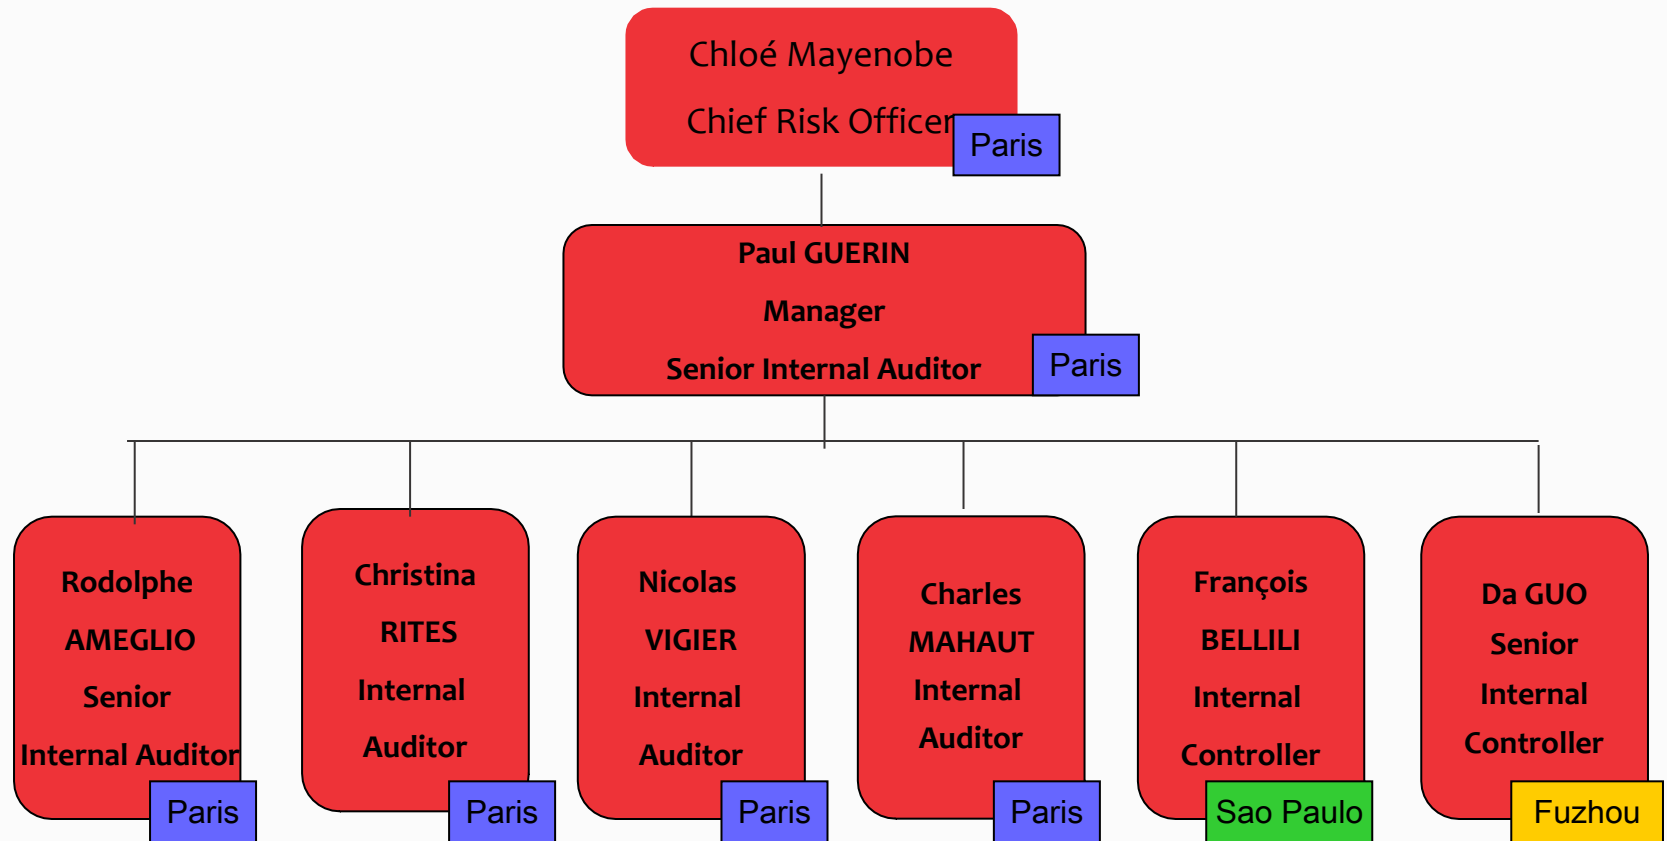 Chloé Mayenobe
Chief Risk Officer
Paris
Paul GUERIN
Manager
Senior Internal Auditor
Paris
Rodolphe
AMEGLIO
Senior
Internal Auditor
Paris
Christina
RITES
Internal
Auditor
Paris
Nicolas
VIGIER
Internal
Auditor
Paris
Charles
MAHAUT
Internal
Auditor
Paris
François
BELLILI
Internal
Controller
Sao Paulo
Da GUO
Senior
Internal
Controller
Fuzhou